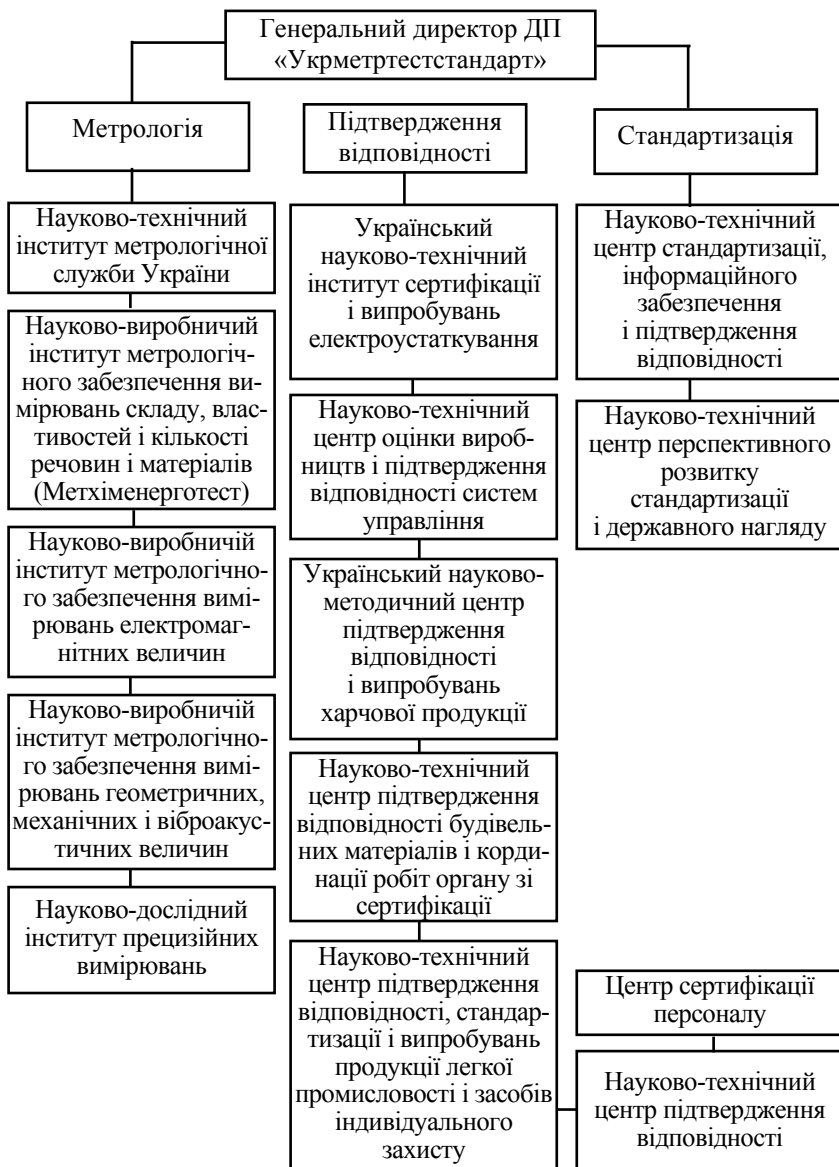 Генеральний директор ДП
«Укрметртестстандарт»
Метрологія
Науково-технічний
інститут метрологічної
служби України
Науково-виробничий
інститут метрологіч-
ного забезпечення ви-
мірювань складу, влас-
тивостей і кількості
речовин і матеріалів
(Метхіменерготест)
Науково-виробничій
інститут метрологічно-
го забезпечення вимі-
рювань електромаг-
нітних величин
Науково-виробничій
інститут метрологічно-
го забезпечення вимі-
рювань геометричних,
механічних і віброакус-
тичних величин
Науково-дослідний
інститут прецизійних
вимірювань
Підтвердження
відповідності
Український
науково-технічний
інститут сертифікації
і випробувань
електроустаткування
Науково-технічний
центр оцінки вироб-
ництв і підтвердження
відповідності систем
управління
Український науково-
методичний центр
підтвердження
відповідності
і випробувань
харчової продукції
Науково-технічний
центр підтвердження
відповідності будівель-
них матеріалів і корди-
нації робіт органу зі
сертифікації
Науково-технічний
центр підтвердження
відповідності, стандар-
тизації і випробувань
продукції легкої
промисловості і засобів
індивідуального
захисту
Стандартизація
Науково-технічний
центр стандартизації,
інформаційного
забезпечення
і підтвердження
відповідності
Науково-технічний
центр перспективного
розвитку
стандартизації
і державного нагляду
Центр сертифікації
персоналу
Науково-технічний
центр підтвердження
відповідності